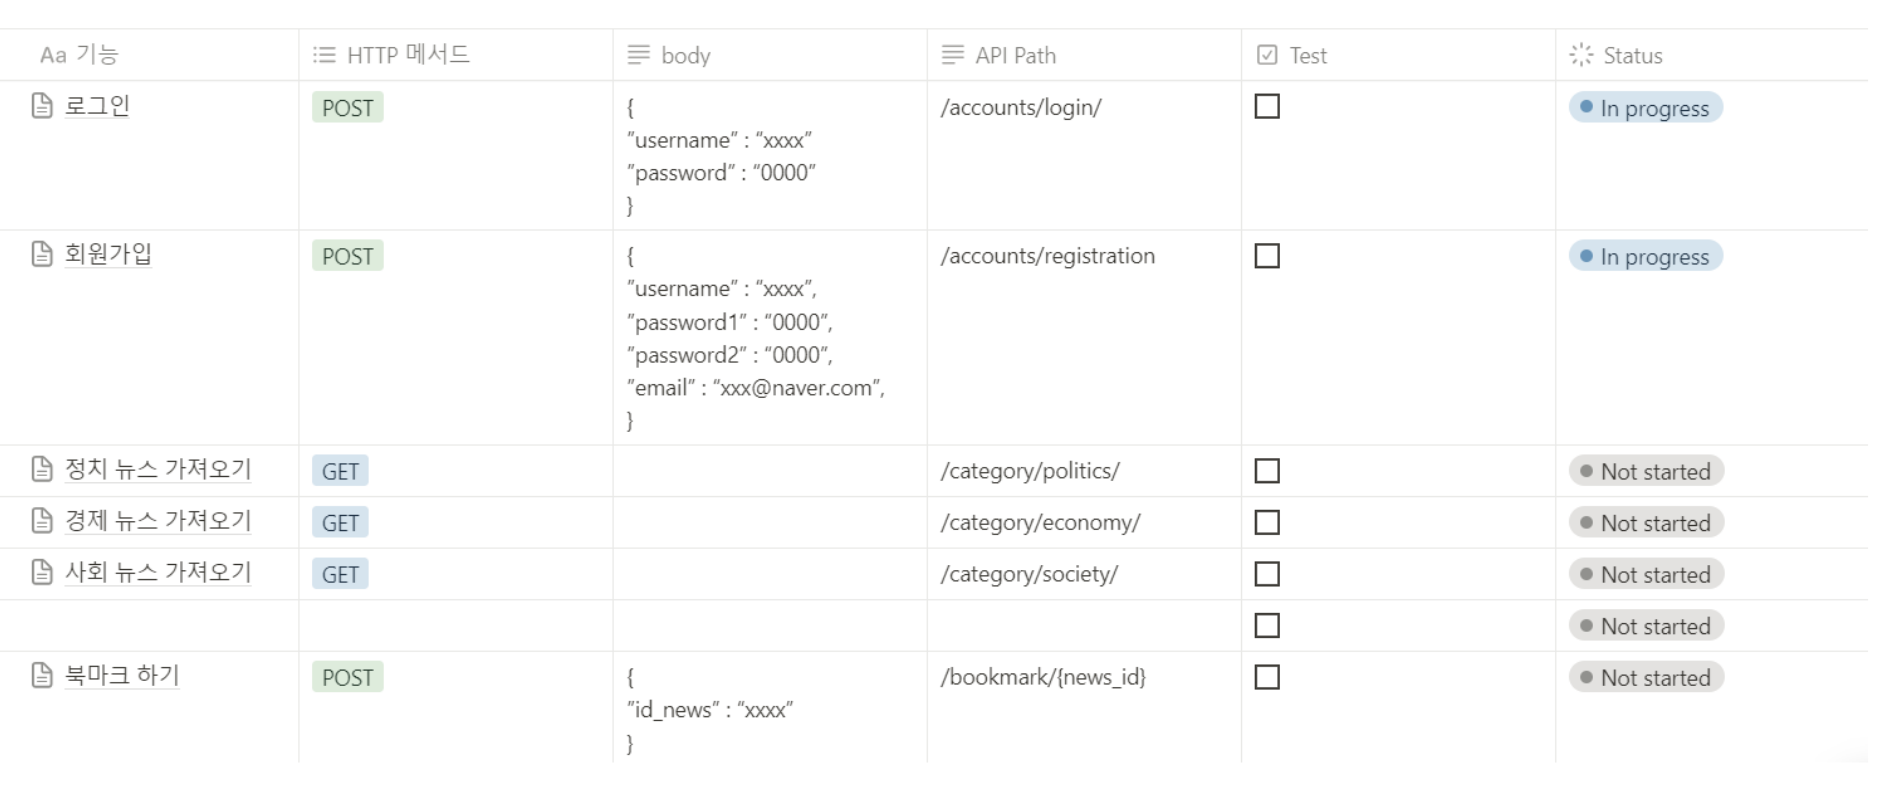 Aa 기능 HTTP 메서드 body API Path Test Status
로그인 POST { /accounts/login/ In progress
"username" : "xxxx"
"password" : "0000"
}
회원가입 POST { /accounts/registration In progress
"username" : "xxxx",
"password1" : "0000",
"password2" : "0000",
"email" : "xxx@naver.com",
}
정치 뉴스 가져오기 GET /category/politics/ Not started
경제 뉴스 가져오기 GET /category/economy/ Not started
사회 뉴스 가져오기 GET /category/society/ Not started
Not started
북마크 하기 POST { /bookmark/{news_id} Not started
"id_news" : "xxxx"
}